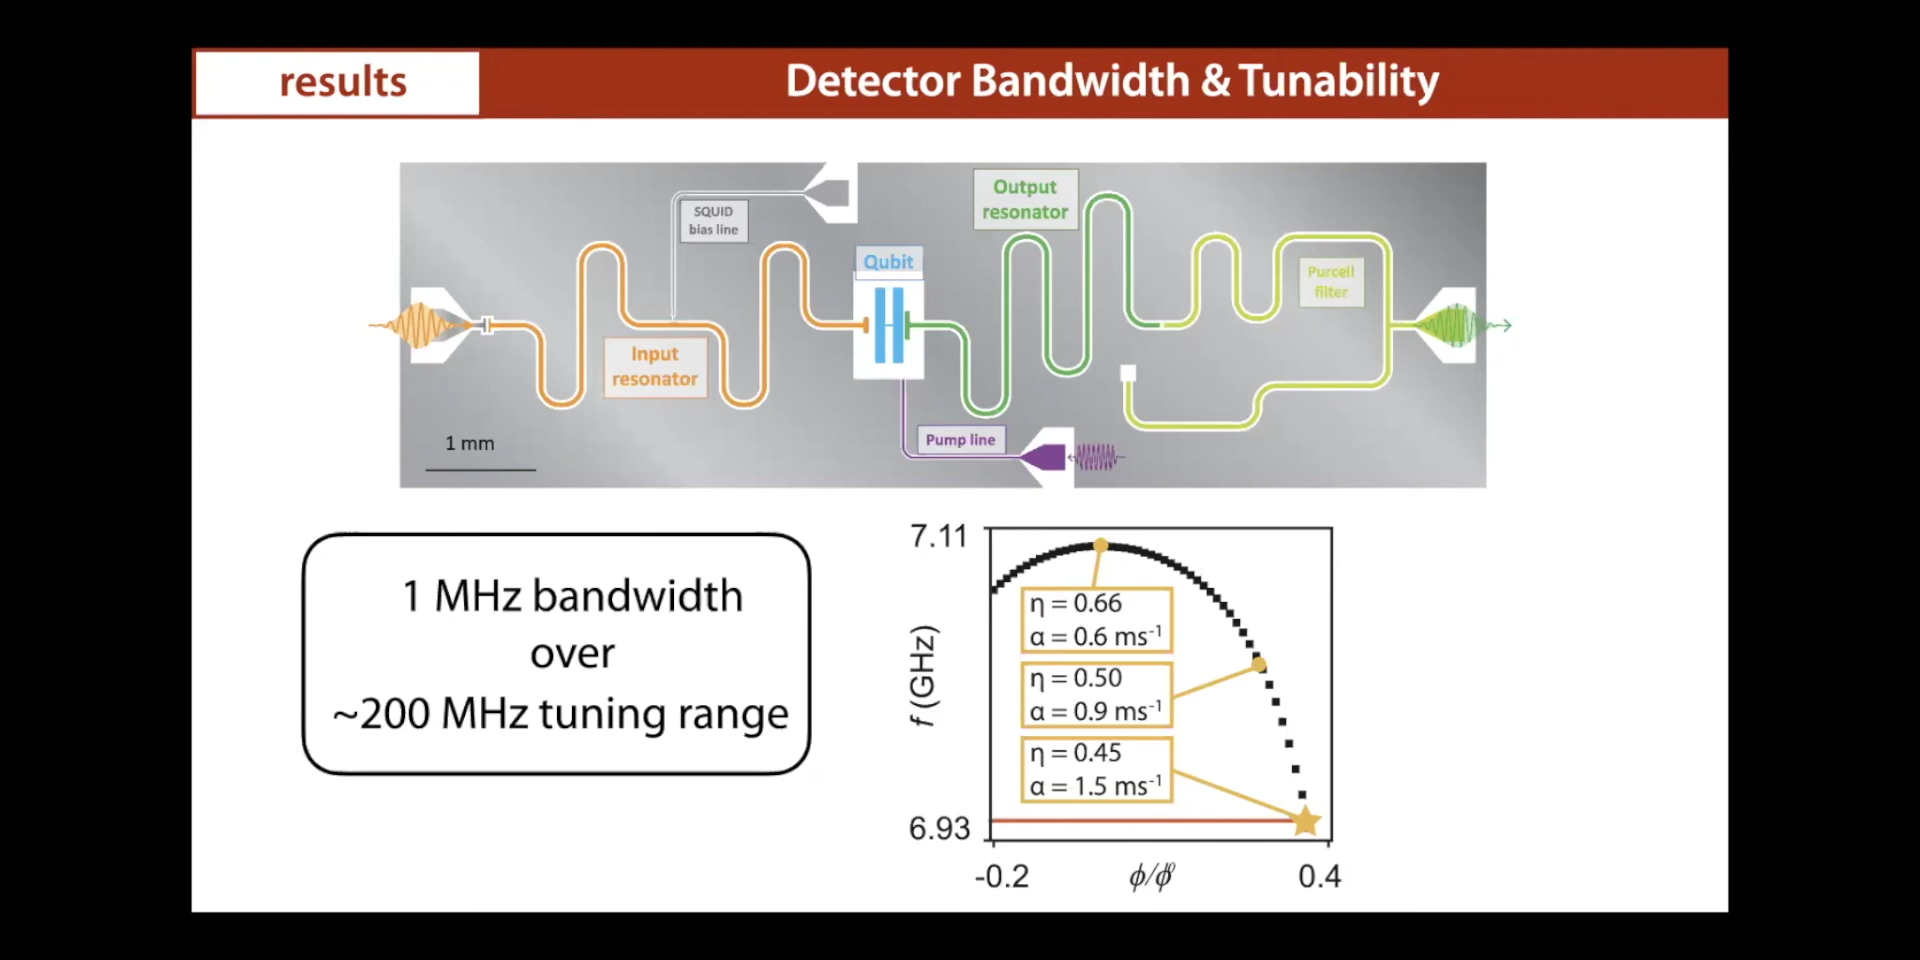 results
Detector Bandwidth & Tunability
SQUID
bias line
Output
resonator
Qubit
Purcell
filter
Input
resonator
Pump line
1 mm
1 MHz bandwidth
over
~200 MHz tuning range
7.11
f (GHz)
6.93
η = 0.66
α = 0.6 ms⁻¹
η = 0.50
α = 0.9 ms⁻¹
η = 0.45
α = 1.5 ms⁻¹
-0.2
ϕ/ϕ⁰
0.4